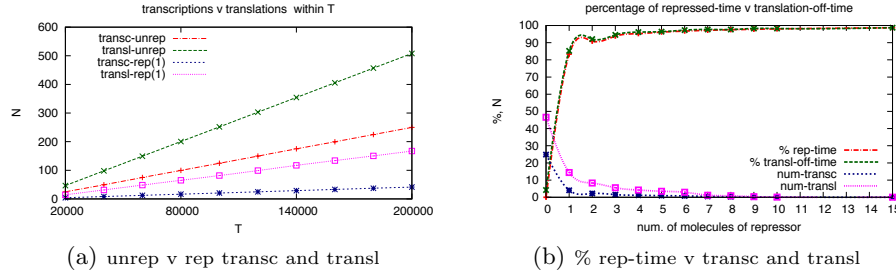 transcriptions v translations within T
600
500
400
300
200
100
0
N
transc-unrep
transl-unrep
transc-rep(1)
transl-rep(1)
20000 80000 140000 200000
T
(a) unrep v rep transc and transl
percentage of repressed-time v translation-off-time
100
90
80
70
60
50
40
30
20
10
0
%, N
% rep-time
% transl-off-time
num-transc
num-transl
0 1 2 3 4 5 6 7 8 9 10 11 12 13 14 15
num. of molecules of repressor
(b) % rep-time v transc and transl